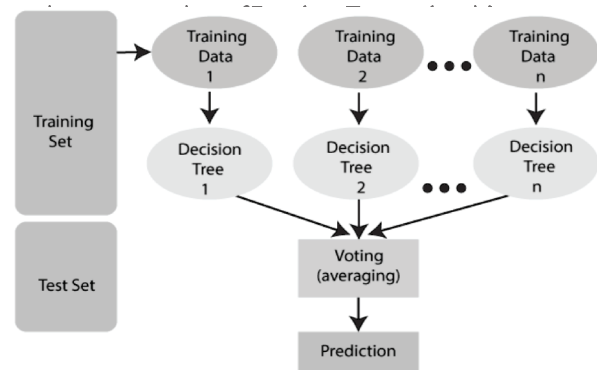 Training
Data
1
Training
Data
2
Training
Data
n
Training
Set
Decision
Tree
1
Decision
Tree
2
Decision
Tree
n
Test Set
Voting
(averaging)
Prediction